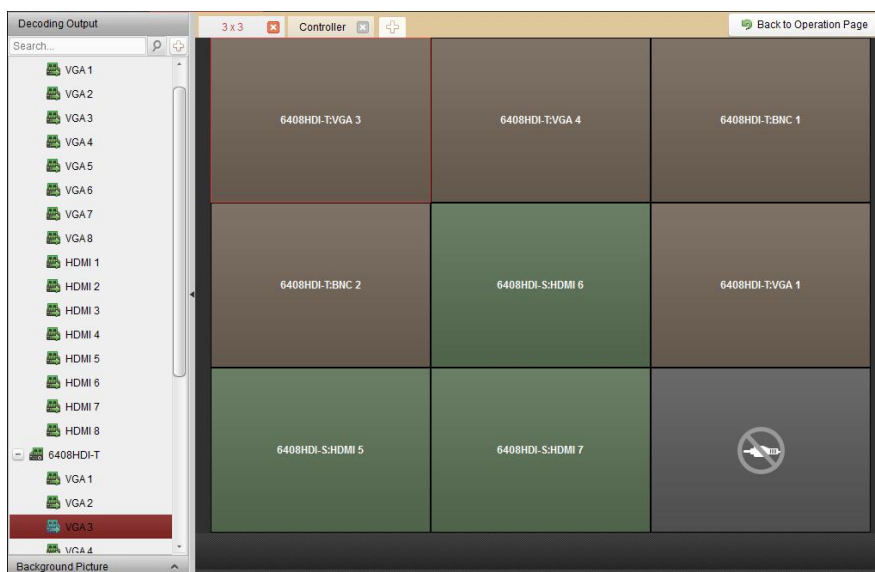 Decoding Output
3 x 3
Controller
Back to Operation Page
Search...
VGA 1
VGA 2
VGA 3
VGA 4
VGA 5
VGA 6
VGA 7
VGA 8
HDMI 1
HDMI 2
HDMI 3
HDMI 4
HDMI 5
HDMI 6
HDMI 7
HDMI 8
6408HDI-T
VGA 1
VGA 2
VGA 3
VGA 4
Background Picture
6408HDI-T:VGA 3
6408HDI-T:VGA 4
6408HDI-T:BNC 1
6408HDI-T:BNC 2
6408HDI-S:HDMI 6
6408HDI-T:VGA 1
6408HDI-S:HDMI 5
6408HDI-S:HDMI 7